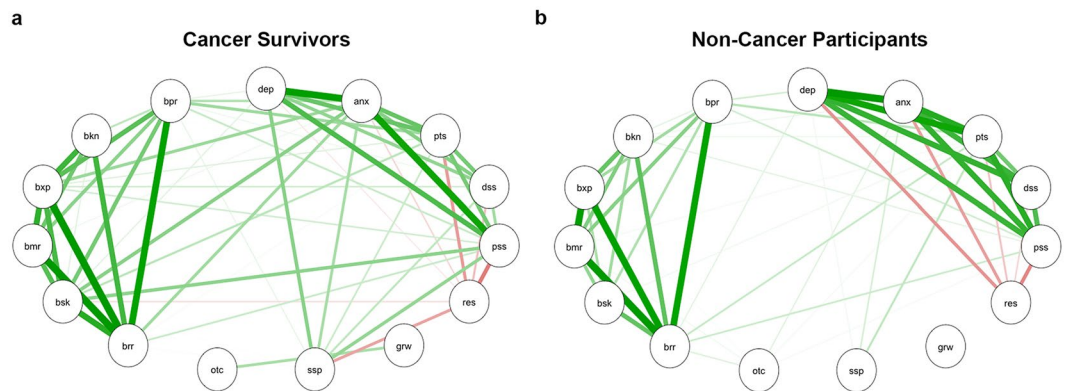 a
Cancer Survivors
dep
anx
bpr
pts
bkn
dss
bxp
pss
bmr
res
bsk
grw
brr
ssp
otc
b
Non-Cancer Participants
dep
anx
bpr
pts
bkn
dss
bxp
pss
bmr
res
bsk
grw
brr
ssp
otc